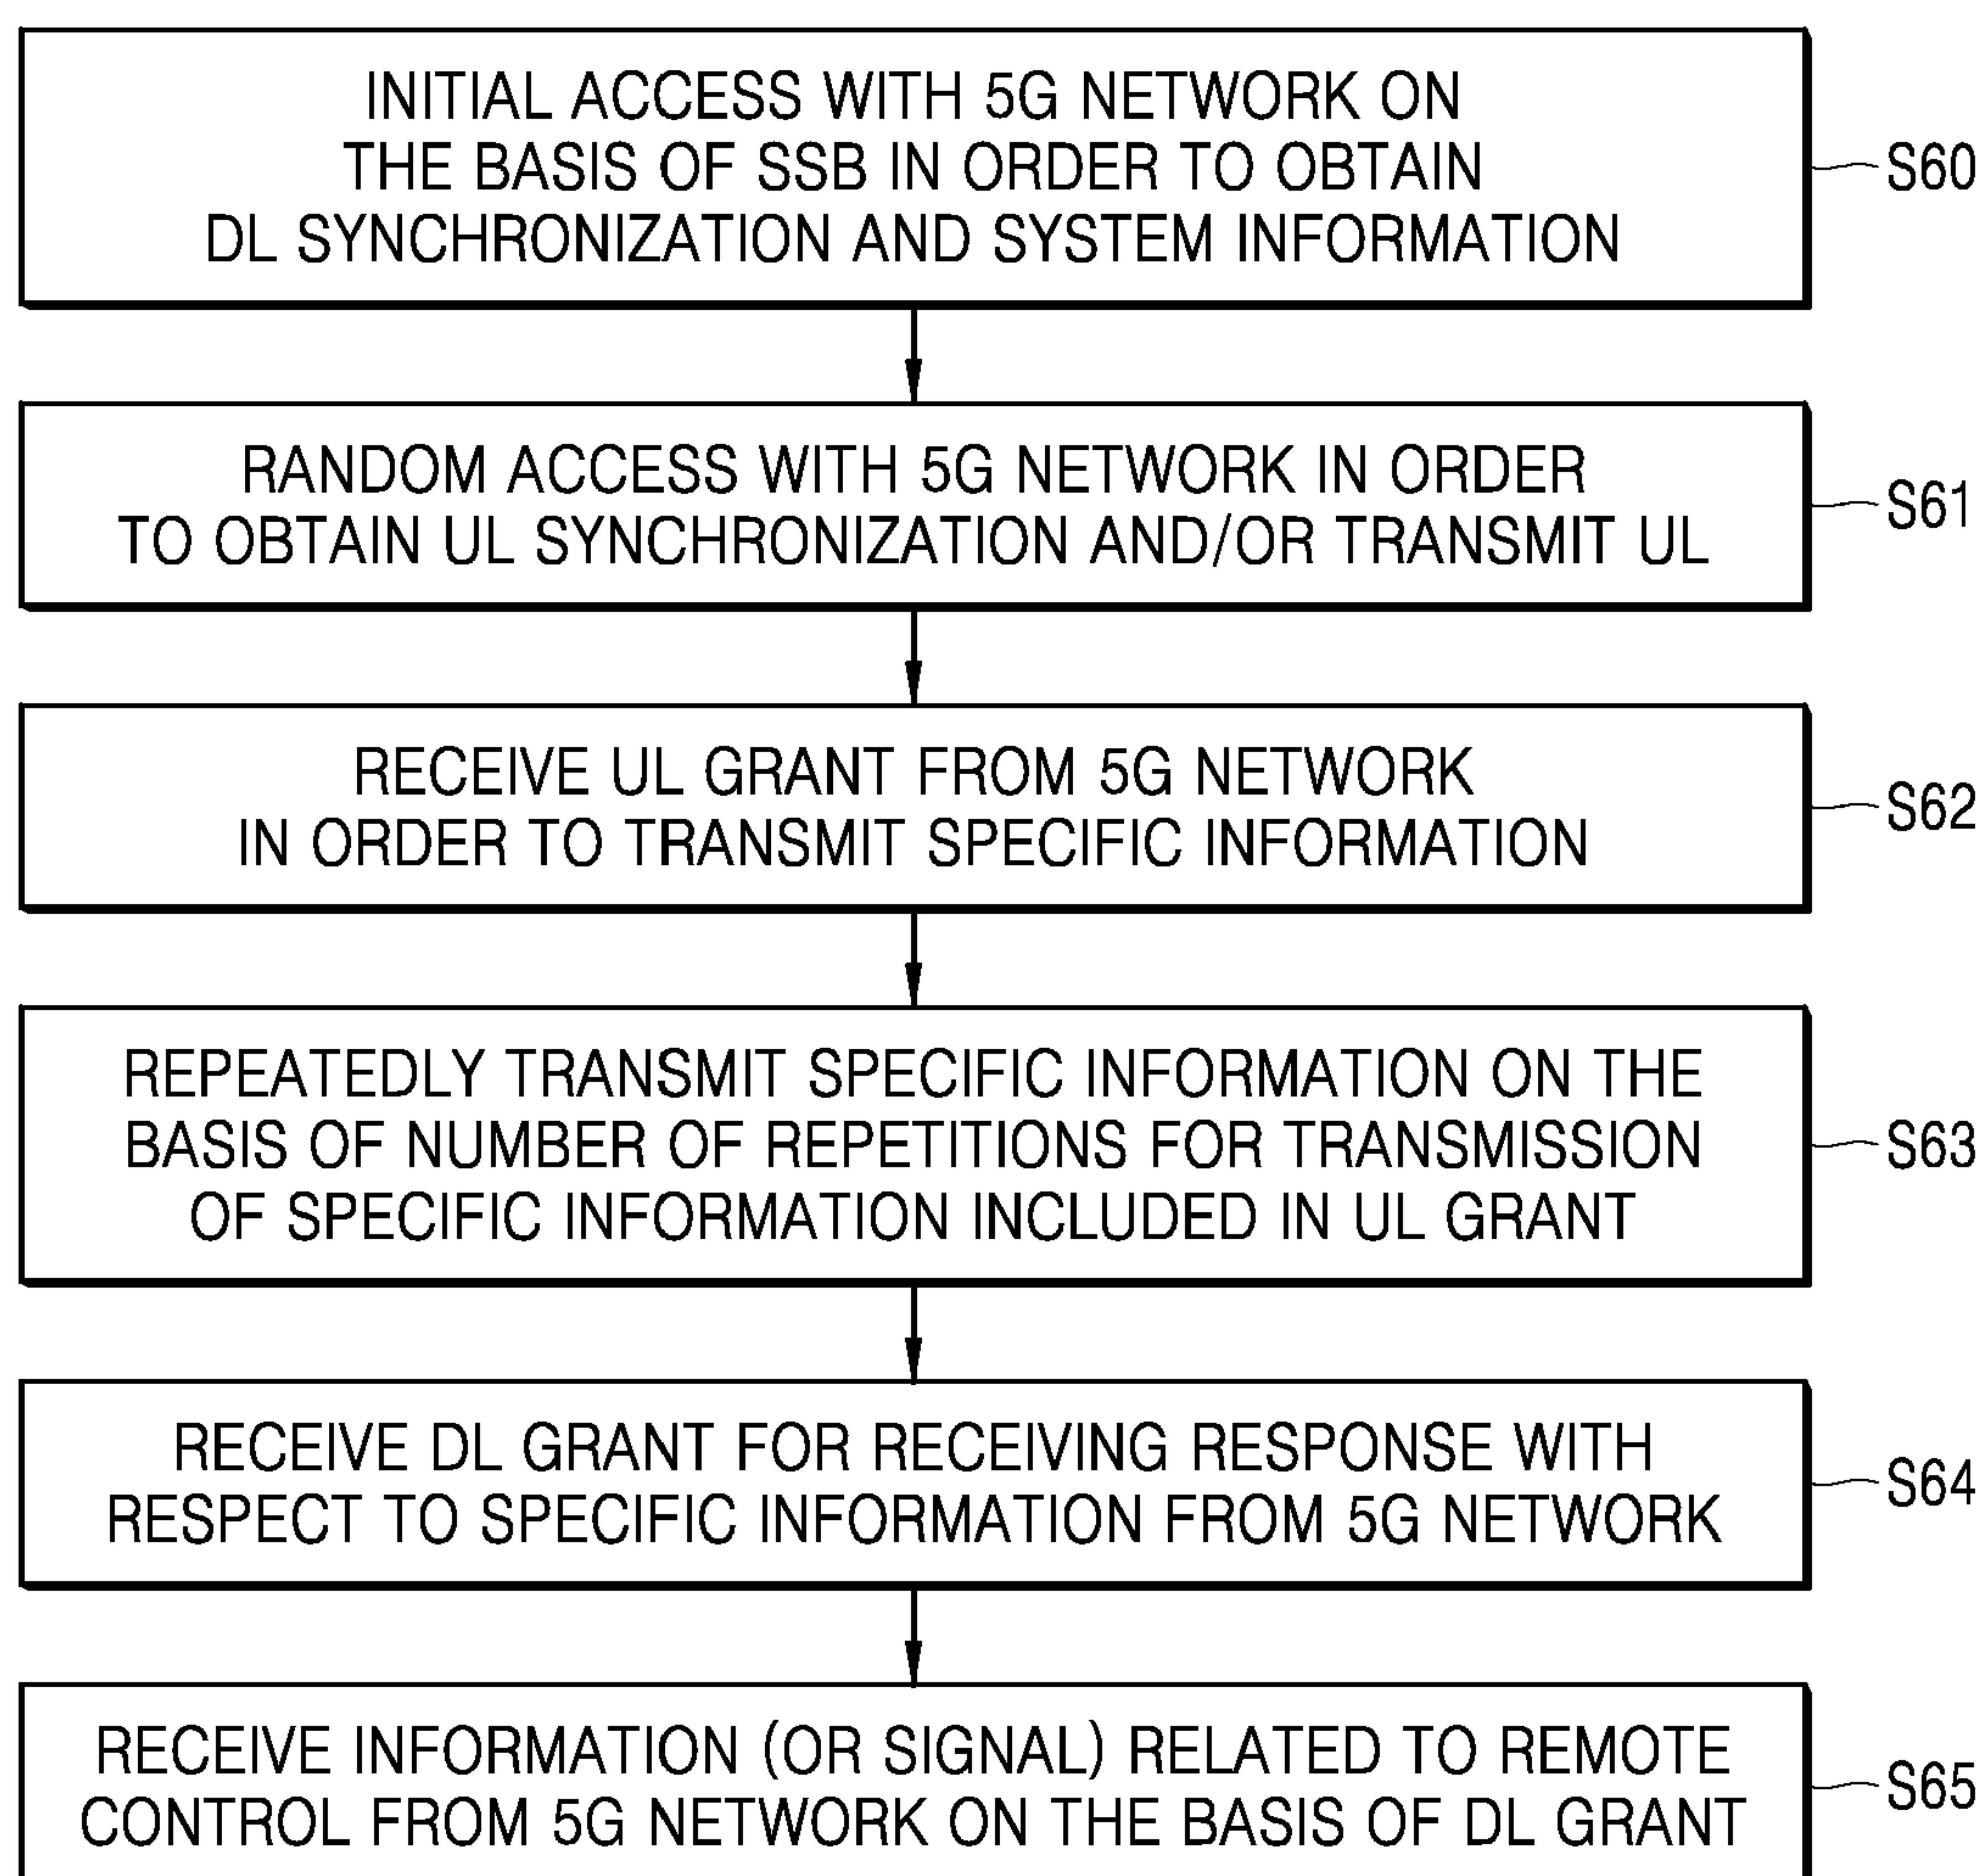 INITIAL ACCESS WITH 5G NETWORK ON
THE BASIS OF SSB IN ORDER TO OBTAIN
DL SYNCHRONIZATION AND SYSTEM INFORMATION
S60
RANDOM ACCESS WITH 5G NETWORK IN ORDER
TO OBTAIN UL SYNCHRONIZATION AND/OR TRANSMIT UL
S61
RECEIVE UL GRANT FROM 5G NETWORK
IN ORDER TO TRANSMIT SPECIFIC INFORMATION
S62
REPEATEDLY TRANSMIT SPECIFIC INFORMATION ON THE
BASIS OF NUMBER OF REPETITIONS FOR TRANSMISSION
OF SPECIFIC INFORMATION INCLUDED IN UL GRANT
S63
RECEIVE DL GRANT FOR RECEIVING RESPONSE WITH
RESPECT TO SPECIFIC INFORMATION FROM 5G NETWORK
S64
RECEIVE INFORMATION (OR SIGNAL) RELATED TO REMOTE
CONTROL FROM 5G NETWORK ON THE BASIS OF DL GRANT
S65